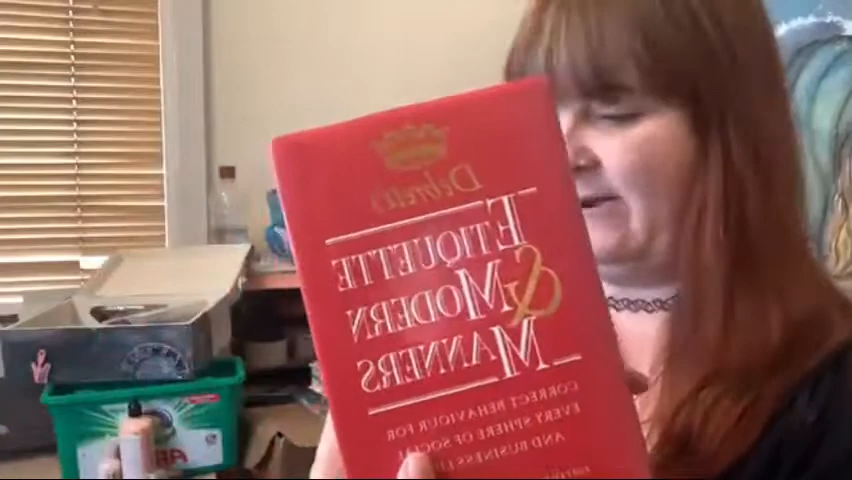 Debrett's
ETIQUETTE
& MODERN
MANNERS
CORRECT BEHAVIOUR FOR
EVERY SPHERE OF SOCIAL
AND BUSINESS